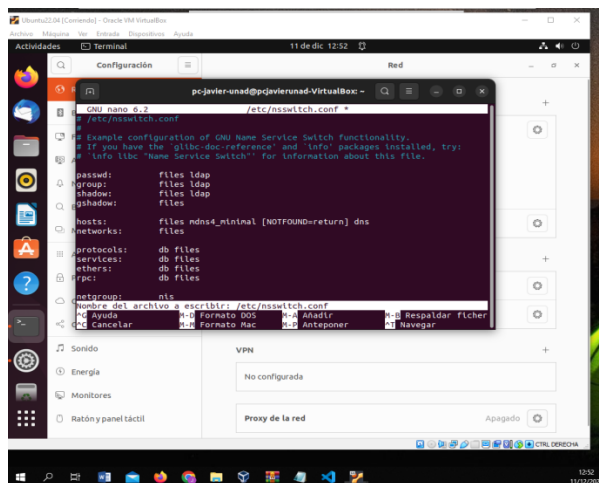 Ubuntu22.04 [Corriendo] - Oracle VM VirtualBox
Archivo Máquina Ver Entrada Dispositivos Ayuda
Actividades Terminal 11 de dic 12:52
Configuración Red
pc-javier-unad@pcjavierunad-VirtualBox: ~
GNU nano 6.2 /etc/nsswitch.conf *
# /etc/nsswitch.conf
#
# Example configuration of GNU Name Service Switch functionality.
# If you have the `glibc-doc-reference' and `info' packages installed, try:
# `info libc "Name Service Switch"' for information about this file.
passwd: files ldap
group: files ldap
shadow: files ldap
gshadow: files
hosts: files mdns4_minimal [NOTFOUND=return] dns
networks: files
protocols: db files
services: db files
ethers: db files
rpc: db files
netgroup: nis
Nombre del archivo a escribir: /etc/nsswitch.conf
^G Ayuda M-D Formato DOS M-A Añadir M-B Respaldar ficher
^C Cancelar M-M Formato Mac M-P Anteponer ^T Navegar
Sonido
VPN
Energía
No configurada
Monitores
Ratón y panel táctil
Proxy de la red Apagado
CTRL DERECHA
12:52